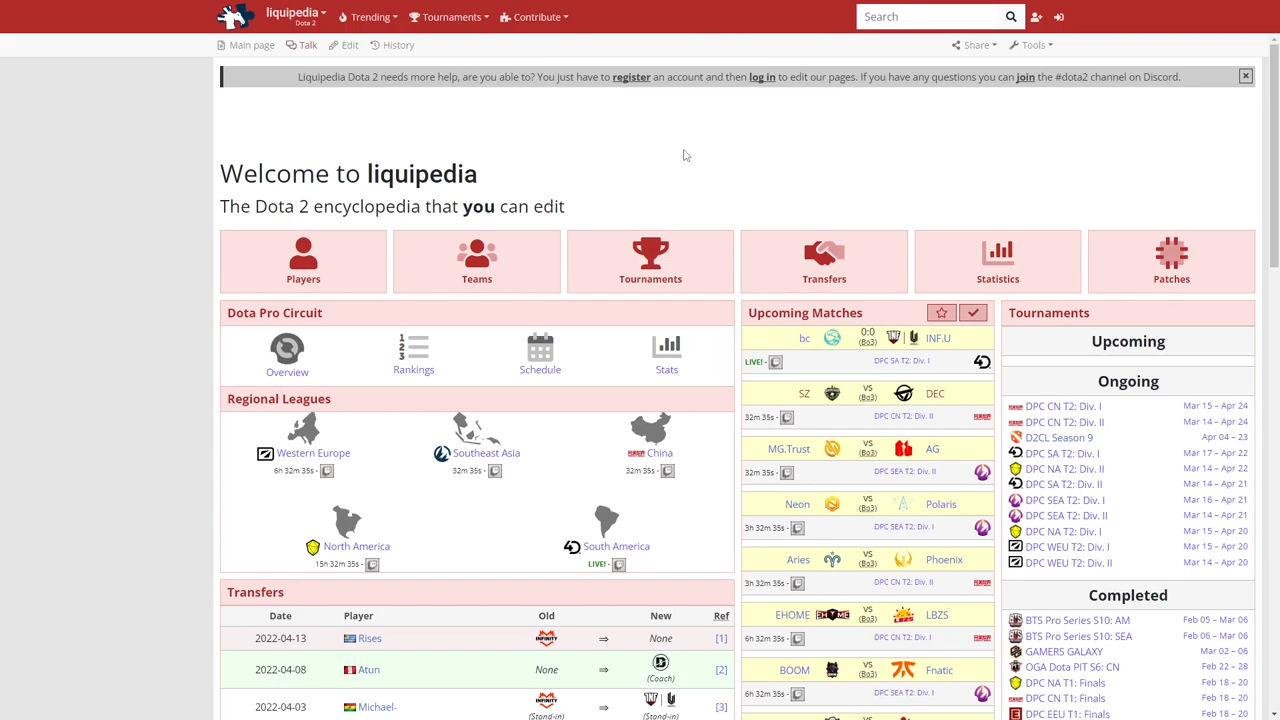 liquipedia
Dota 2
Trending
Tournaments
Contribute
Search
Main page
Talk
Edit
History
Share
Tools
Liquipedia Dota 2 needs more help, are you able to? You just have to register an account and then log in to edit our pages. If you have any questions you can join the #dota2 channel on Discord.
Welcome to liquipedia
The Dota 2 encyclopedia that you can edit
Players
Teams
Tournaments
Transfers
Statistics
Patches
Dota Pro Circuit
Overview
Rankings
Schedule
Stats
Regional Leagues
Western Europe
6h 32m 35s -
Southeast Asia
32m 35s -
China
32m 35s -
North America
15h 32m 35s -
South America
LIVE! -
Transfers
Date Player Old New Ref
2022-04-13 Rises ⇒ None [1]
2022-04-08 Atun None ⇒ (Coach) [2]
2022-04-03 Michael- (Stand-in) ⇒ (Stand-in) [3]
Upcoming Matches
bc 0:0 (Bo3) INF.U
LIVE! - DPC SA T2: Div. I
SZ vs (Bo3) DEC
32m 35s - DPC CN T2: Div. II
MG.Trust vs (Bo3) AG
32m 35s - DPC SEA T2: Div. II
Neon vs (Bo3) Polaris
3h 32m 35s - DPC SEA T2: Div. I
Aries vs (Bo3) Phoenix
3h 32m 35s - DPC CN T2: Div. II
EHOME vs (Bo3) LBZS
6h 32m 35s - DPC CN T2: Div. I
BOOM vs (Bo3) Fnatic
6h 32m 35s - DPC SEA T2: Div. I
Tournaments
Upcoming
Ongoing
DPC CN T2: Div. I Mar 15 – Apr 24
DPC CN T2: Div. II Mar 14 – Apr 24
D2CL Season 9 Apr 04 – 23
DPC SA T2: Div. I Mar 17 – Apr 22
DPC NA T2: Div. II Mar 14 – Apr 22
DPC SA T2: Div. II Mar 14 – Apr 21
DPC SEA T2: Div. I Mar 16 – Apr 21
DPC SEA T2: Div. II Mar 14 – Apr 21
DPC NA T2: Div. I Mar 15 – Apr 20
DPC WEU T2: Div. I Mar 15 – Apr 20
DPC WEU T2: Div. II Mar 14 – Apr 20
Completed
BTS Pro Series S10: AM Feb 05 – Mar 06
BTS Pro Series S10: SEA Feb 06 – Mar 06
GAMERS GALAXY Mar 02 – 06
OGA Dota PIT S6: CN Feb 22 – 28
DPC NA T1: Finals Feb 18 – 20
DPC CN T1: Finals Feb 18 – 20
DPC EEU T1: Finals Feb 18 – 20